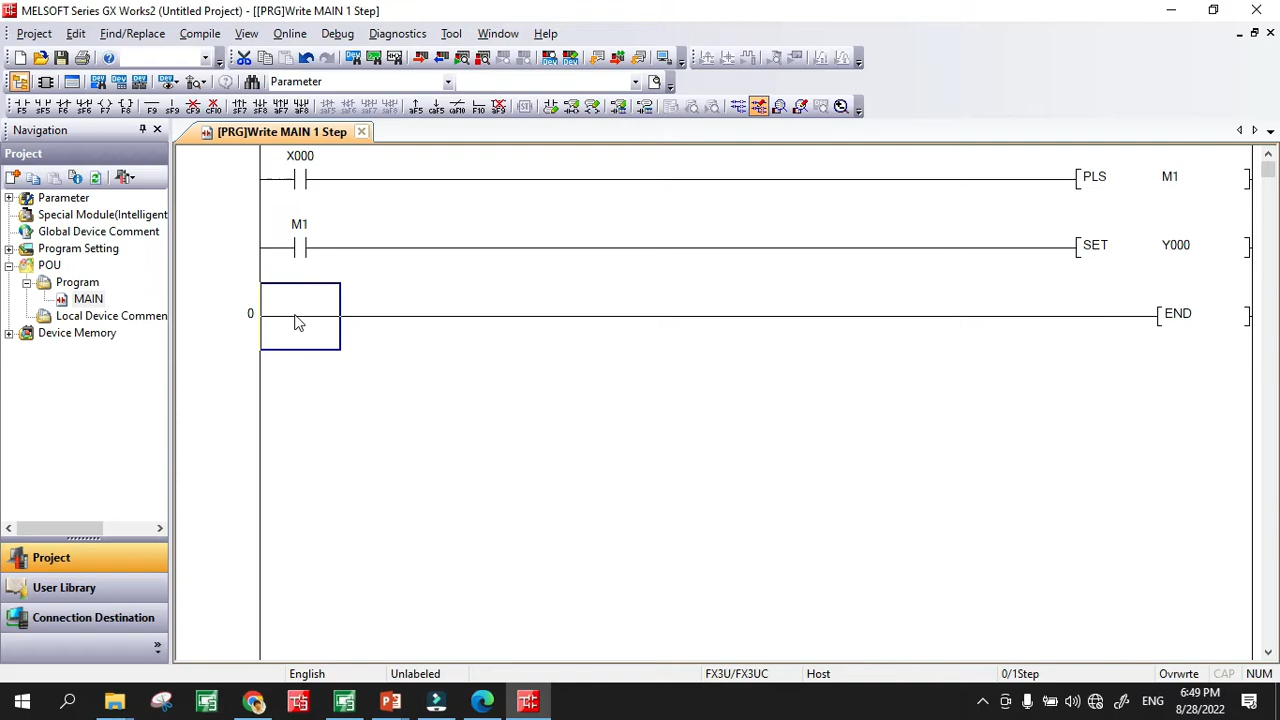 MELSOFT Series GX Works2 (Untitled Project) - [[PRG]Write MAIN 1 Step]
Project Edit Find/Replace Compile View Online Debug Diagnostics Tool Window Help
Parameter
Navigation
[PRG]Write MAIN 1 Step
Project
Parameter
Special Module(Intelligent
Global Device Comment
Program Setting
POU
Program
MAIN
Local Device Commen
Device Memory
X000
PLS M1
M1
SET Y000
0
END
Project
User Library
Connection Destination
English Unlabeled FX3U/FX3UC Host 0/1Step Ovrwrte CAP NUM
ENG
6:49 PM
8/28/2022